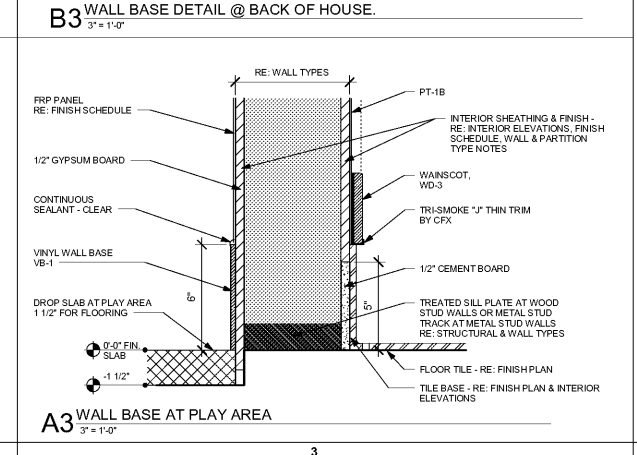 B3 WALL BASE DETAIL @ BACK OF HOUSE.
3" = 1'-0"
RE: WALL TYPES
FRP PANEL
RE: FINISH SCHEDULE
1/2" GYPSUM BOARD
CONTINUOUS
SEALANT - CLEAR
VINYL WALL BASE
VB-1
DROP SLAB AT PLAY AREA
1 1/2" FOR FLOORING
0'-0" FIN.
SLAB
-1 1/2"
6"
5"
PT-1B
INTERIOR SHEATHING & FINISH -
RE: INTERIOR ELEVATIONS, FINISH
SCHEDULE, WALL & PARTITION
TYPE NOTES
WAINSCOT,
WD-3
TRI-SMOKE "J" THIN TRIM
BY CFX
1/2" CEMENT BOARD
TREATED SILL PLATE AT WOOD
STUD WALLS OR METAL STUD
TRACK AT METAL STUD WALLS
RE: STRUCTURAL & WALL TYPES
FLOOR TILE - RE: FINISH PLAN
TILE BASE - RE: FINISH PLAN & INTERIOR
ELEVATIONS
A3 WALL BASE AT PLAY AREA
3" = 1'-0"
3